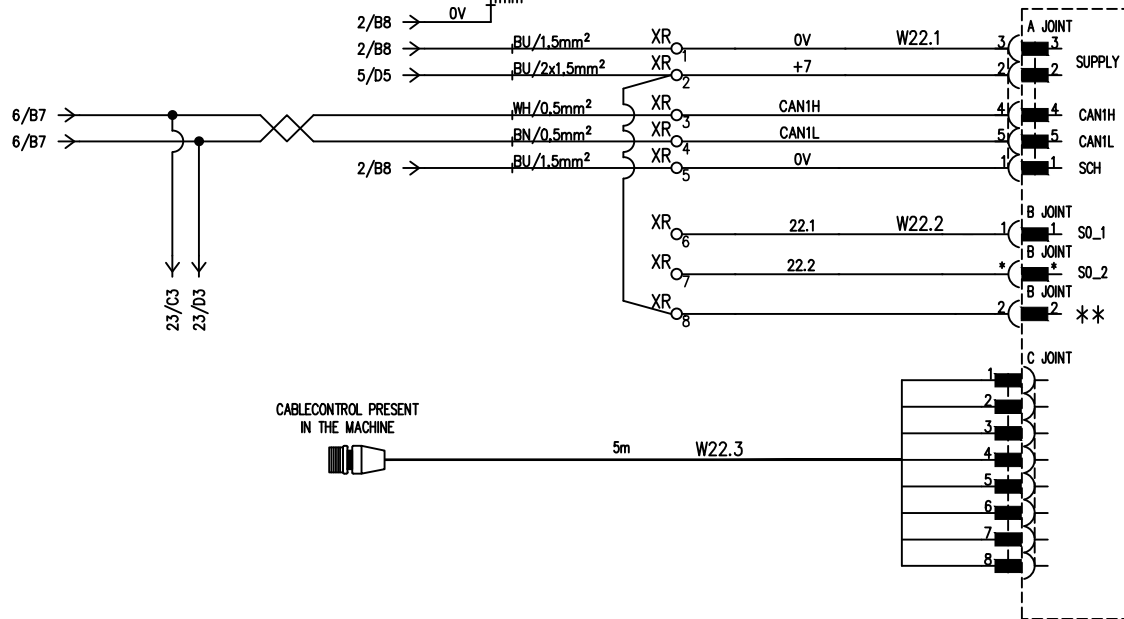 mm
2/B8 0V
A JOINT
2/B8 BU/1,5mm² XR 1 0V W22.1 3 3
SUPPLY
5/D5 BU/2x1.5mm² XR 2 +7 2 2
6/B7 WH/0,5mm² XR 3 CAN1H 4 4 CAN1H
6/B7 BN/0,5mm² XR 4 CAN1L 5 5 CAN1L
2/B8 BU/1.5mm² XR 5 0V 1 1 SCH
B JOINT
XR 6 22.1 W22.2 1 1 SO_1
B JOINT
XR 7 22.2 * * SO_2
B JOINT
XR 8 2 2 **
23/C3
23/D3
C JOINT
1
2
3
4
5
6
7
8
CABLECONTROL PRESENT
IN THE MACHINE
5m W22.3